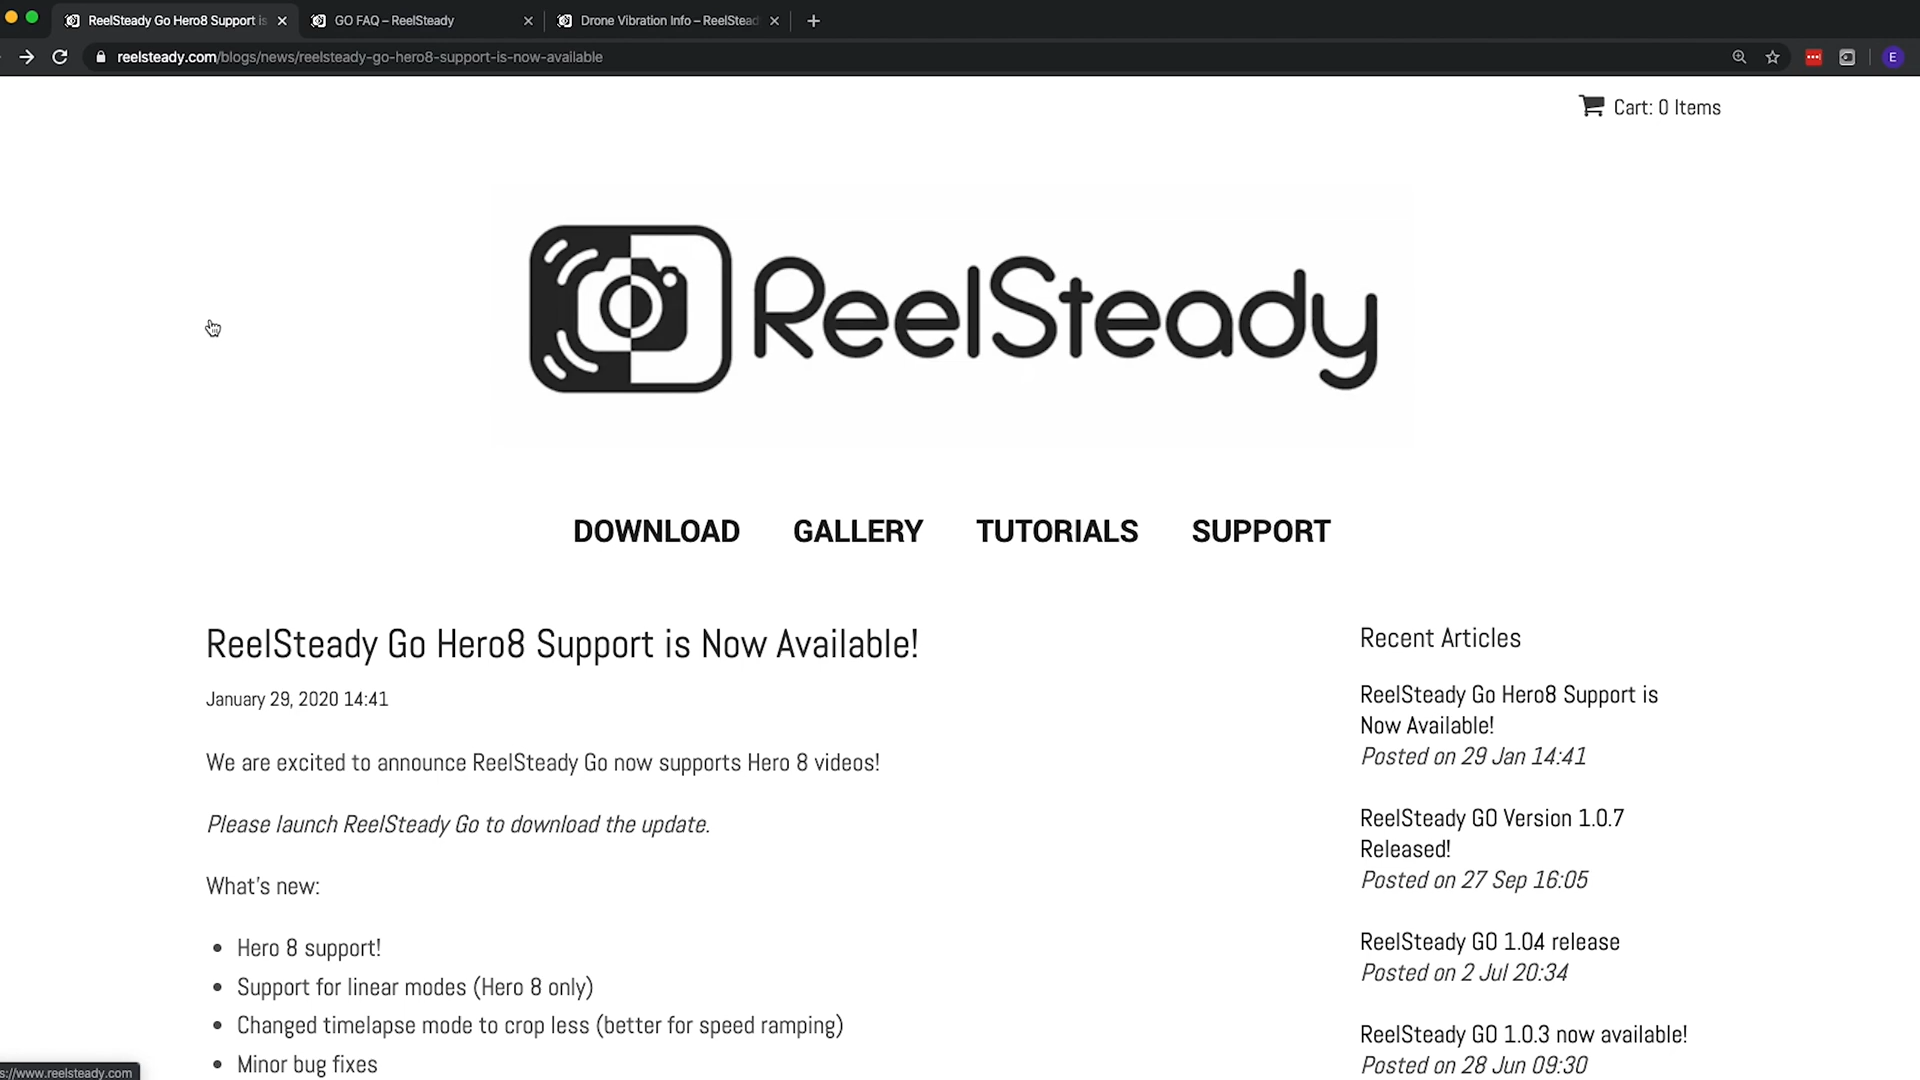 ReelSteady Go Hero8 Support is
GO FAQ – ReelSteady
Drone Vibration Info – ReelStead
reelsteady.com/blogs/news/reelsteady-go-hero8-support-is-now-available
E
Cart: 0 Items
ReelSteady
DOWNLOAD GALLERY TUTORIALS SUPPORT
ReelSteady Go Hero8 Support is Now Available!
January 29, 2020 14:41
We are excited to announce ReelSteady Go now supports Hero 8 videos!
Please launch ReelSteady Go to download the update.
What's new:
• Hero 8 support!
• Support for linear modes (Hero 8 only)
• Changed timelapse mode to crop less (better for speed ramping)
• Minor bug fixes
Recent Articles
ReelSteady Go Hero8 Support is
Now Available!
Posted on 29 Jan 14:41
ReelSteady GO Version 1.0.7
Released!
Posted on 27 Sep 16:05
ReelSteady GO 1.04 release
Posted on 2 Jul 20:34
ReelSteady GO 1.0.3 now available!
Posted on 28 Jun 09:30
s://www.reelsteady.com